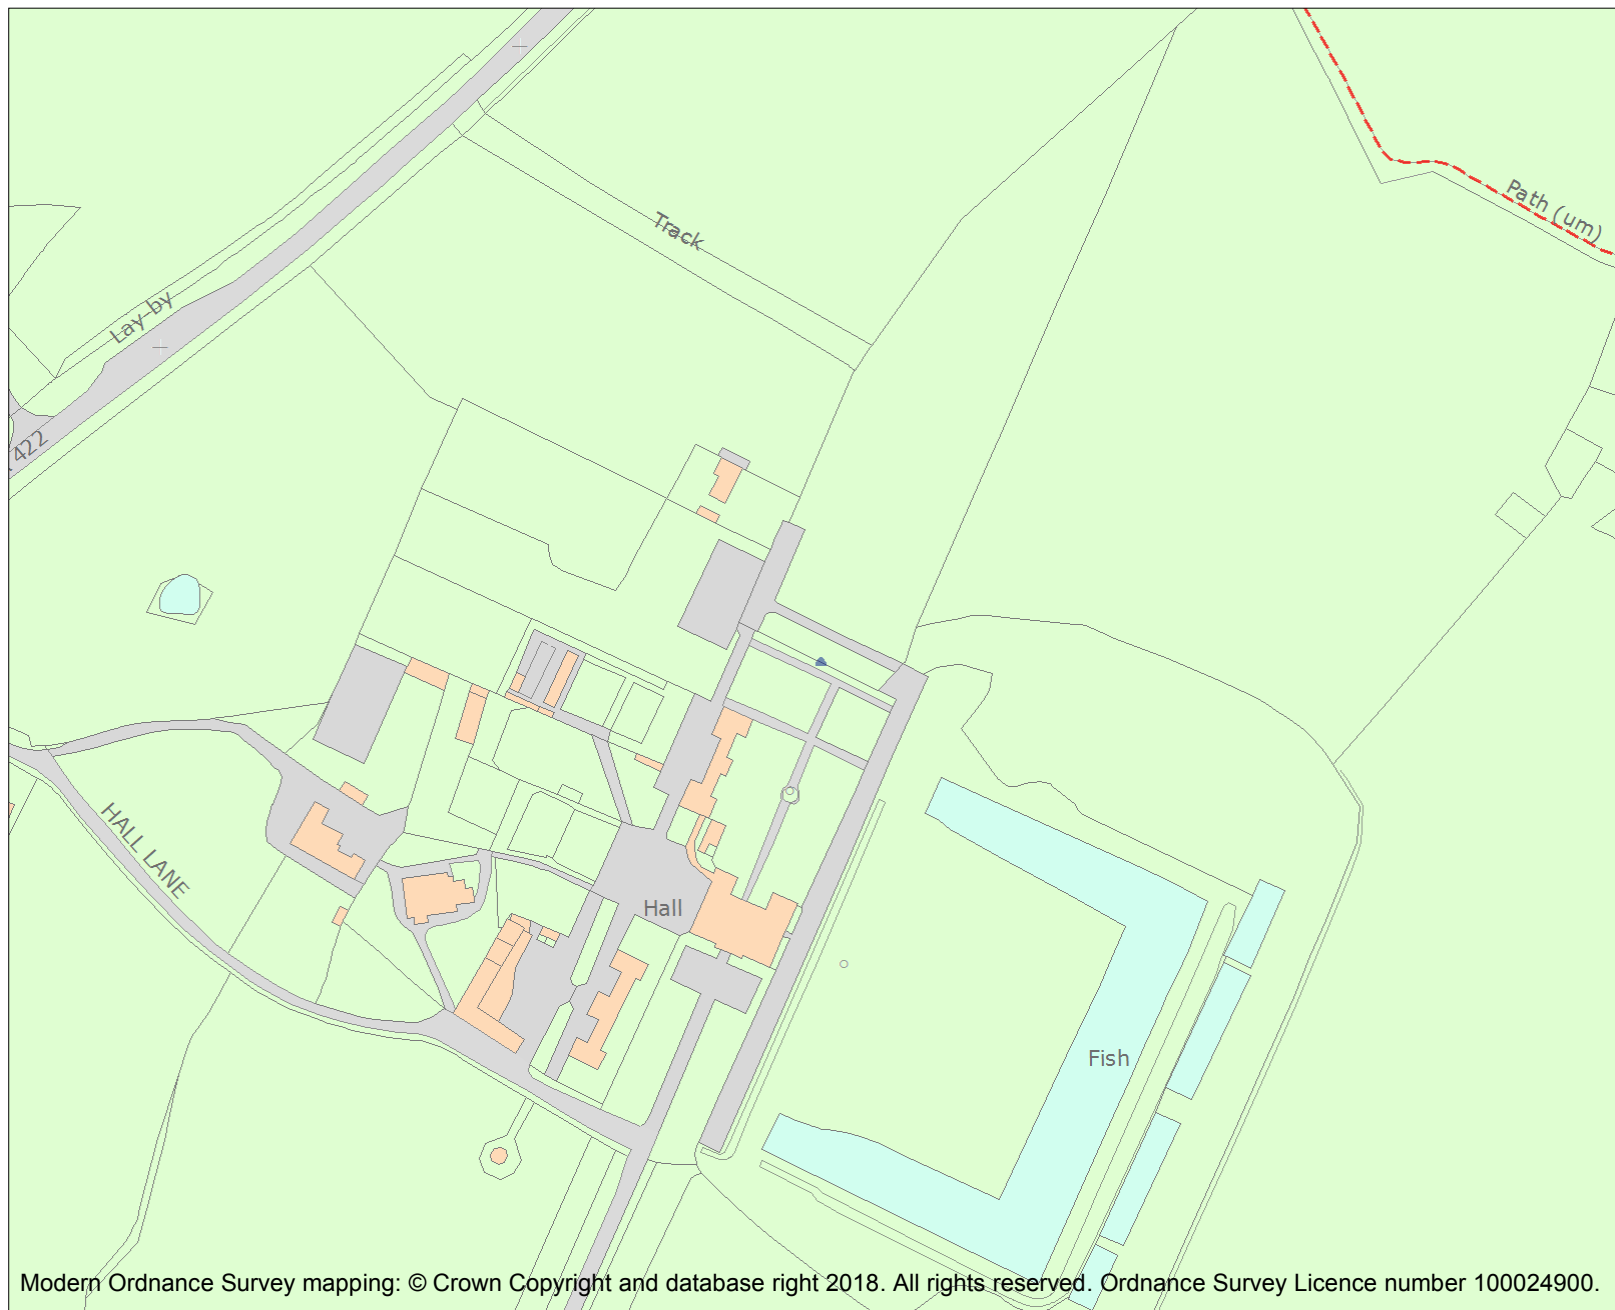 Track
Path (um)
Lay-by
422
HALL LANE
Hall
Fish
Modern Ordnance Survey mapping: © Crown Copyright and database right 2018. All rights reserved. Ordnance Survey Licence number 100024900.